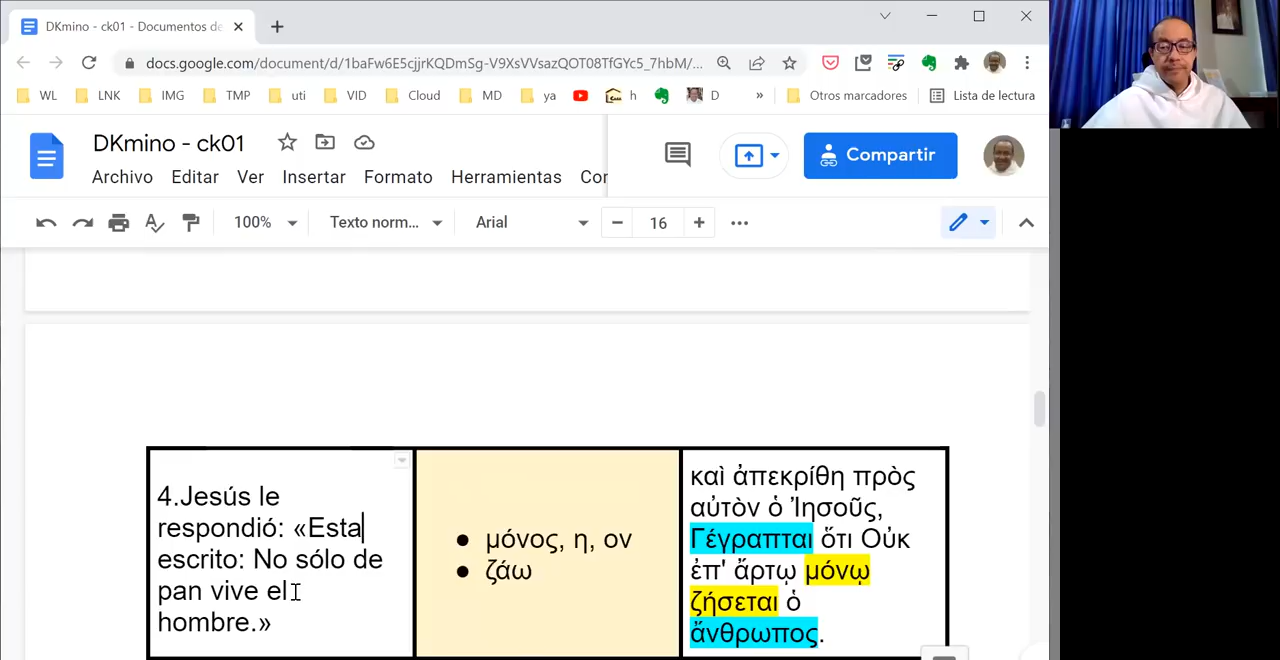 DKmino - ck01 - Documentos de
docs.google.com/document/d/1baFw6E5cjjrKQDmSg-V9XsVVsazQOT08TfGYc5_7hbM/...
WL LNK IMG TMP uti VID Cloud MD ya h D » Otros marcadores Lista de lectura
DKmino - ck01
Compartir
Archivo Editar Ver Insertar Formato Herramientas Cor
100% Texto norm... Arial 16
4.Jesús le
respondió: «Esta
escrito: No sólo de
pan vive el
hombre.»
● μόνος, η, ον
● ζάω
καὶ ἀπεκρίθη πρὸς
αὐτὸν ὁ Ἰησοῦς,
Γέγραπται ὅτι Οὐκ
ἐπ' ἄρτῳ μόνῳ
ζήσεται ὁ
ἄνθρωπος.